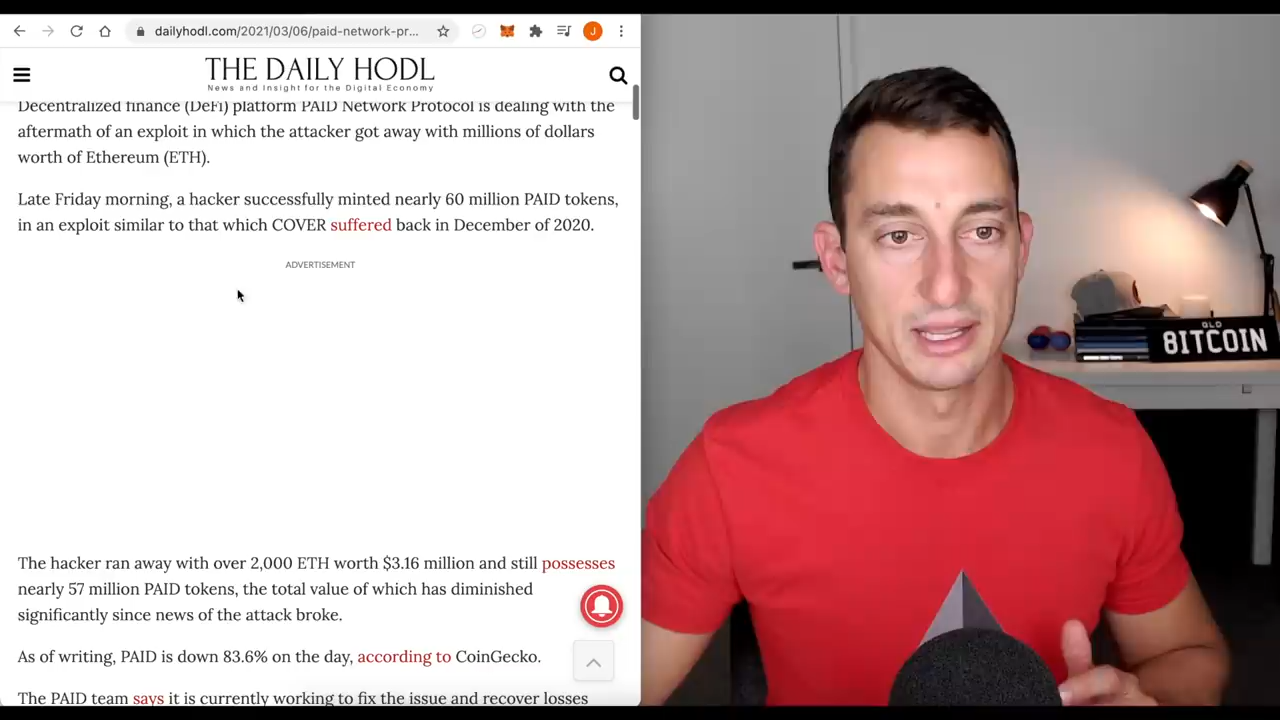 dailyhodl.com/2021/03/06/paid-network-pr...
J
THE DAILY HODL
News and Insight for the Digital Economy
Decentralized finance (DeFi) platform PAID Network Protocol is dealing with the
aftermath of an exploit in which the attacker got away with millions of dollars
worth of Ethereum (ETH).
Late Friday morning, a hacker successfully minted nearly 60 million PAID tokens,
in an exploit similar to that which COVER suffered back in December of 2020.
ADVERTISEMENT
The hacker ran away with over 2,000 ETH worth $3.16 million and still possesses
nearly 57 million PAID tokens, the total value of which has diminished
significantly since news of the attack broke.
As of writing, PAID is down 83.6% on the day, according to CoinGecko.
The PAID team says it is currently working to fix the issue and recover losses
QLD
8ITCOIN